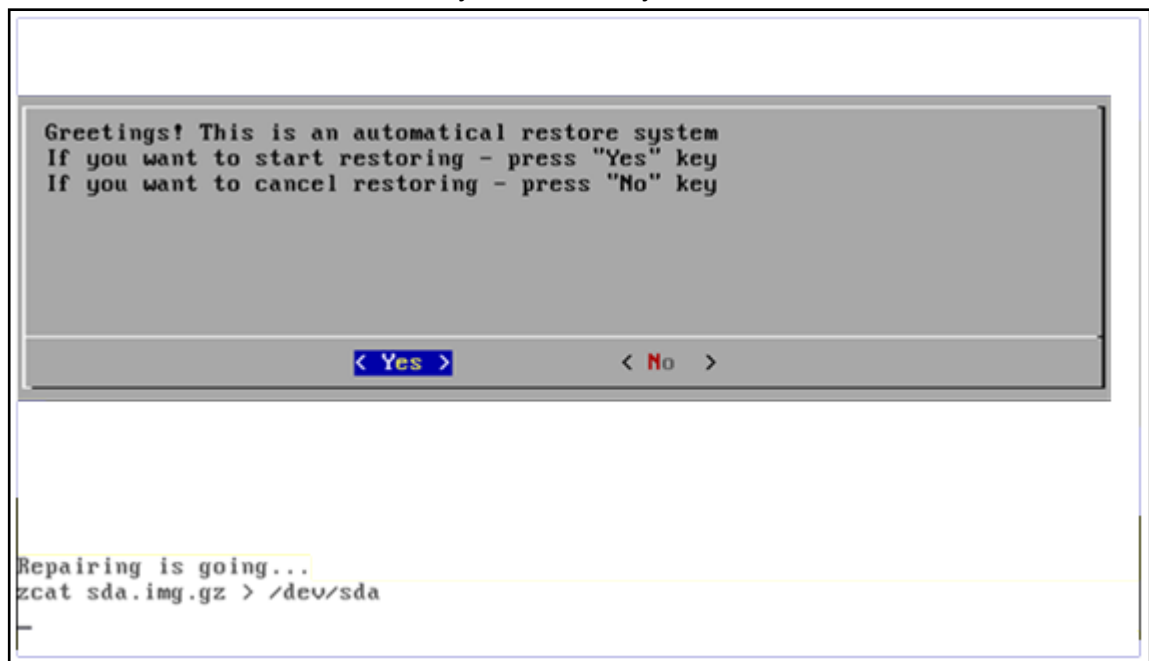 Greetings! This is an automatical restore system
If you want to start restoring - press "Yes" key
If you want to cancel restoring - press "No" key
< Yes > < No >
Repairing is going...
zcat sda.img.gz > /dev/sda
_